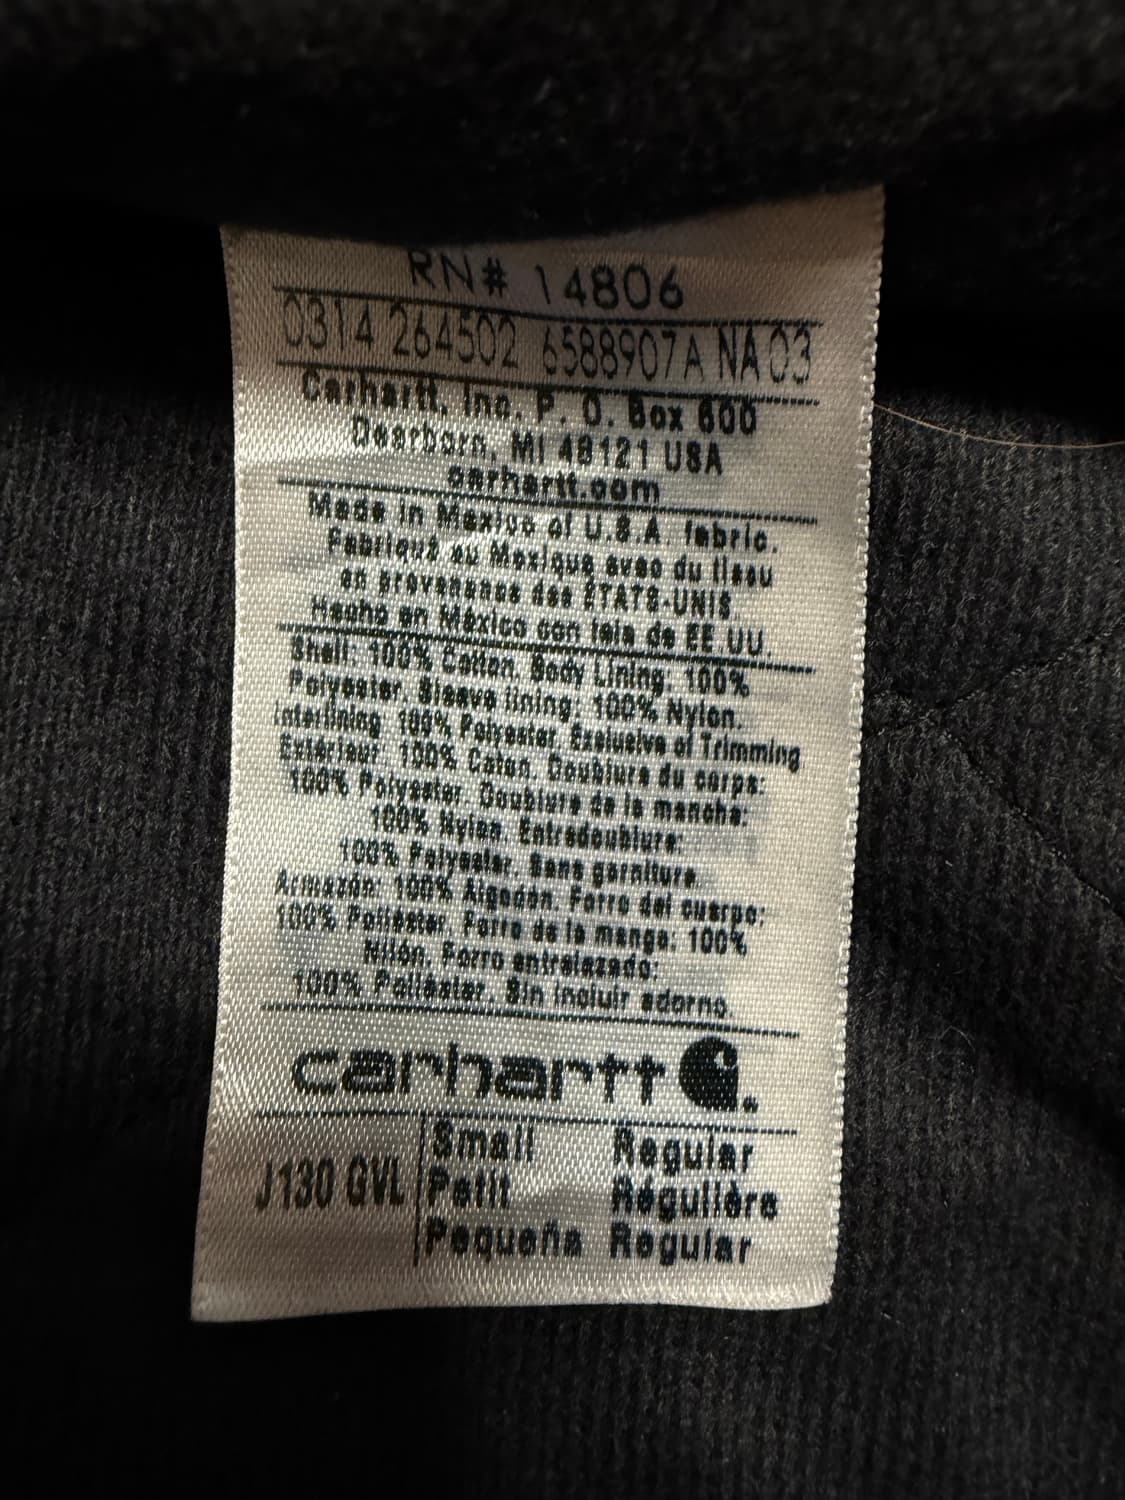 RN# 14806
0314 264502 6588907A NA 03
Carhartt, Inc. P. O. Box 600
Dearborn, MI 48121 USA
carhartt.com
Made in Mexico of U.S.A. fabric.
Fabriqué au Mexique avec du tissu
en provenance des ÉTATS-UNIS
Hecho en México con tela de EE.UU
Shell: 100% Cotton. Body Lining: 100%
Polyester. Sleeve lining: 100% Nylon.
Interlining 100% Polyester. Exclusive of Trimming
Extérieur: 100% Coton. Doublure du corps:
100% Polyester. Doublure de la manche:
100% Nylon. Entredoublure:
100% Polyester. Sans garniture.
Armazón: 100% Algodon. Forro del cuerpo:
100% Poliéster. Forro de la manga: 100%
Nilón. Forro entrelazado:
100% Poliéster. Sin incluir adorno.
carhartt
J130 GVL
Small Regular
Petit Régulière
Pequeña Regular